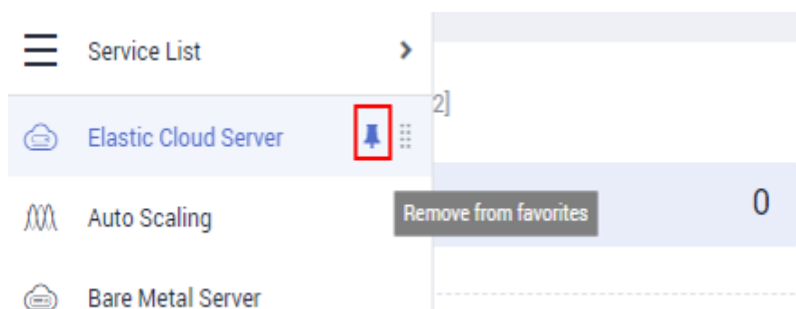 Service List
2]
Elastic Cloud Server
Auto Scaling
Remove from favorites
0
Bare Metal Server